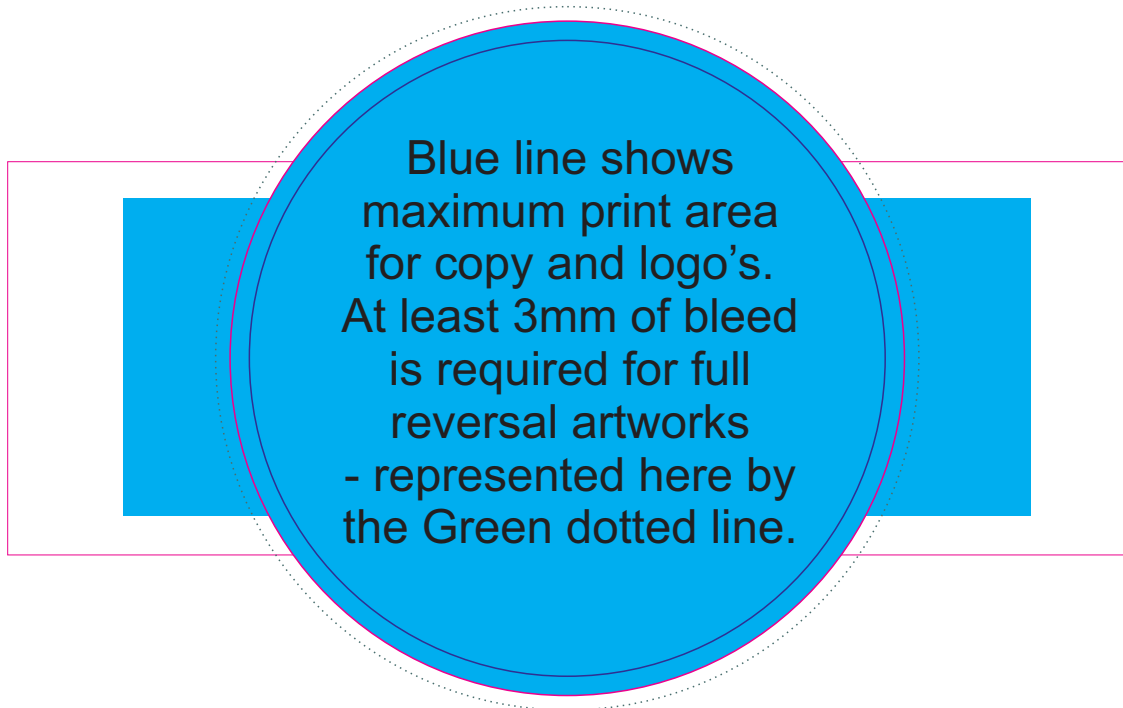 Blue line shows
maximum print area
for copy and logo’s.
At least 3mm of bleed
is required for full
reversal artworks
- represented here by
the Green dotted line.